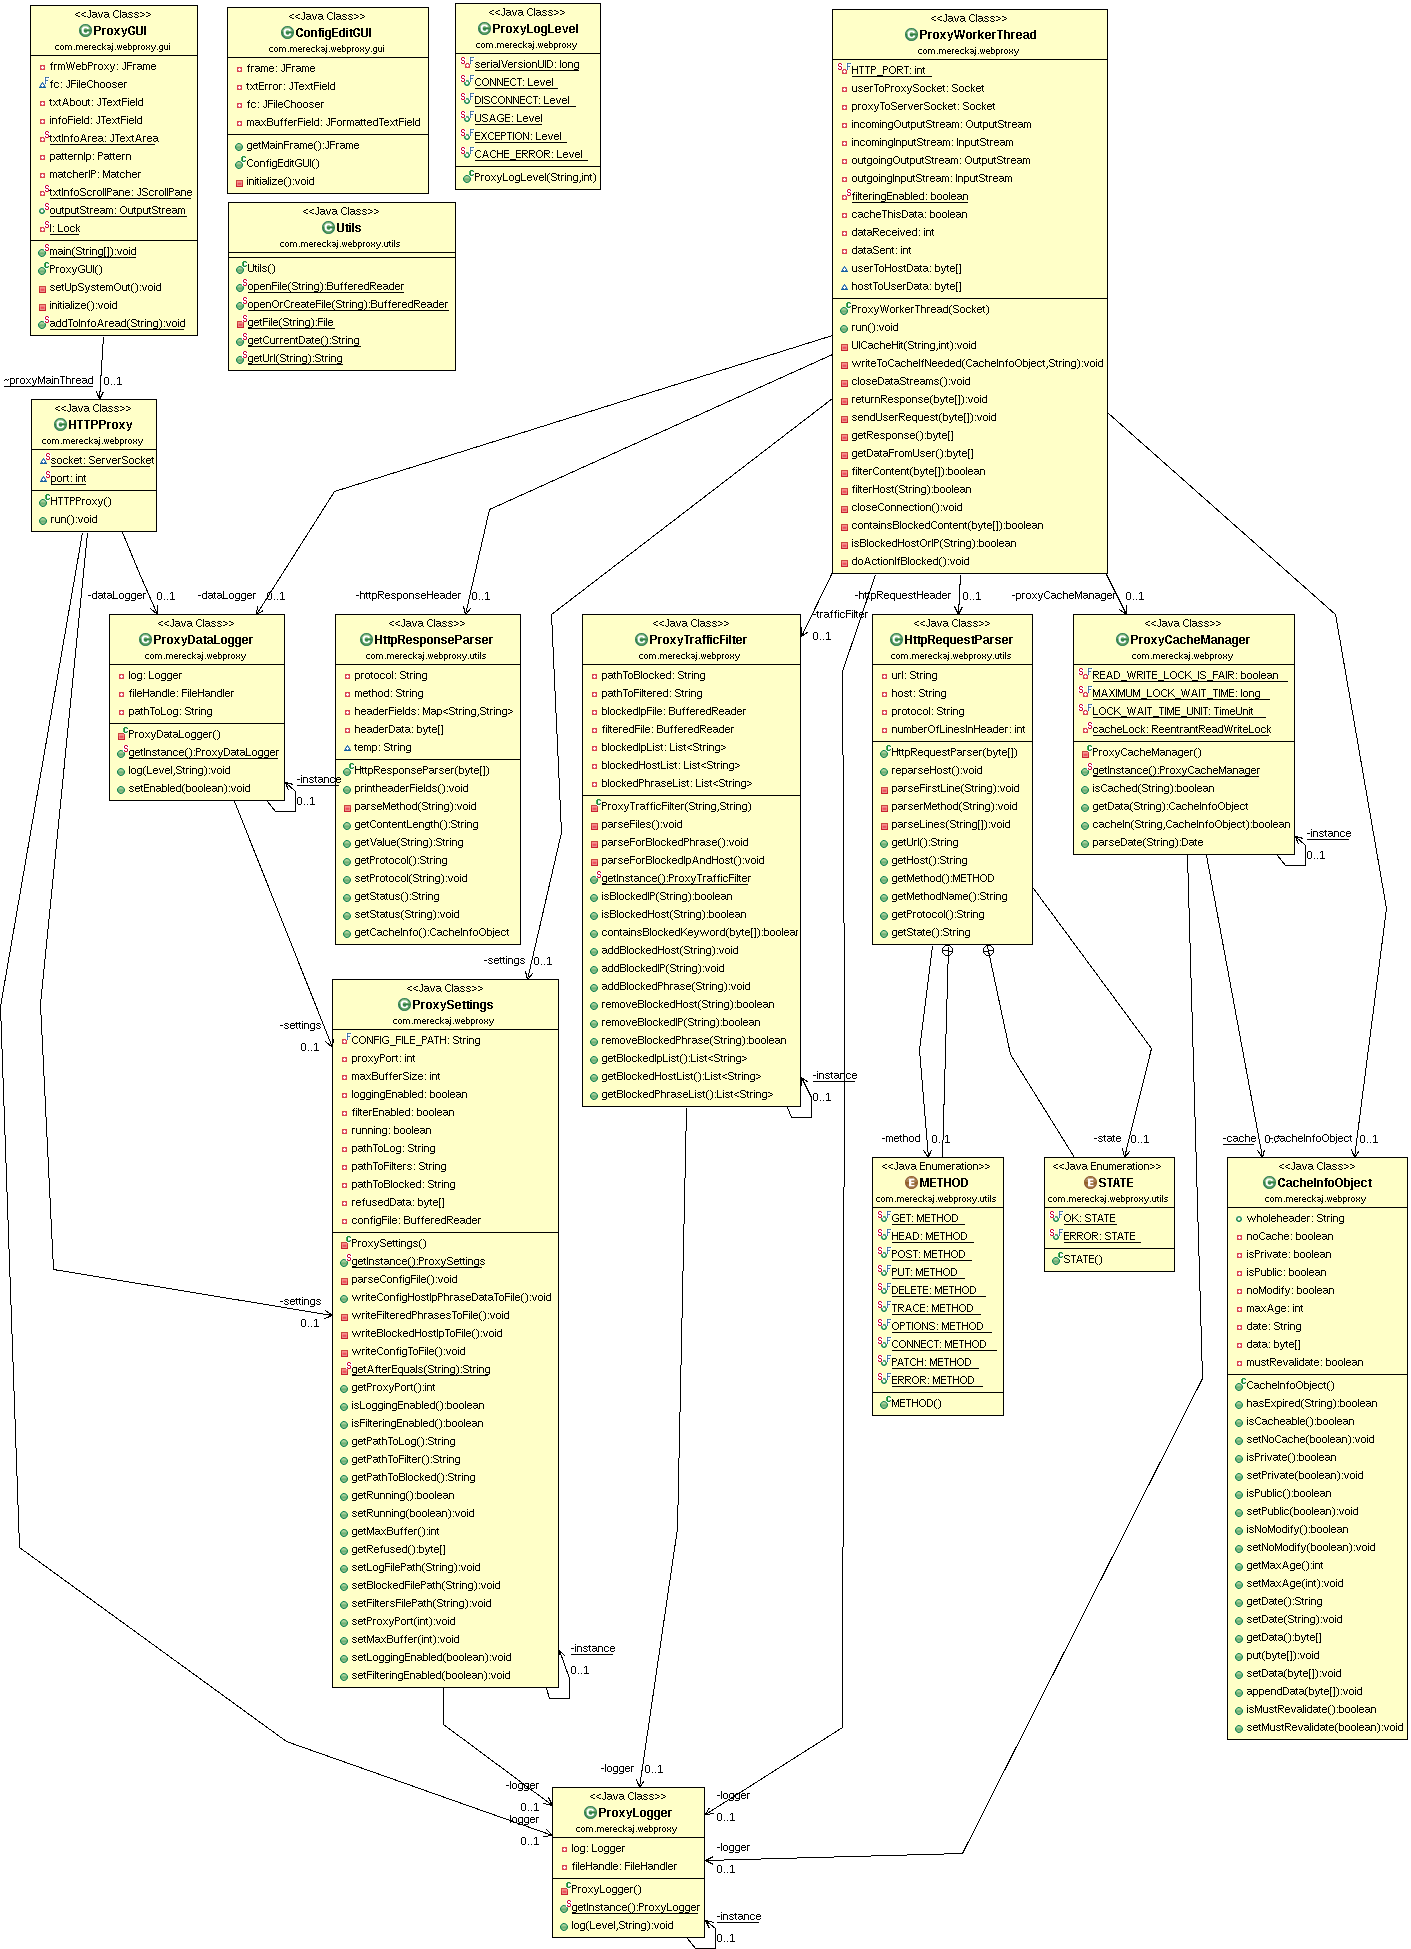 <<Java Class>>
ProxyGUI
com.mereckaj.webproxy.gui
frmWebProxy: JFrame
fc: JFileChooser
txtAbout: JTextField
infoField: JTextField
txtInfoArea: JTextArea
patternIp: Pattern
matcherIP: Matcher
txtInfoScrollPane: JScrollPane
outputStream: OutputStream
l: Lock
main(String[]):void
ProxyGUI()
setUpSystemOut():void
initialize():void
addToInfoAread(String):void
<<Java Class>>
ConfigEditGUI
com.mereckaj.webproxy.gui
frame: JFrame
txtError: JTextField
fc: JFileChooser
maxBufferField: JFormattedTextField
getMainFrame():JFrame
ConfigEditGUI()
initialize():void
<<Java Class>>
ProxyLogLevel
com.mereckaj.webproxy
serialVersionUID: long
CONNECT: Level
DISCONNECT: Level
USAGE: Level
EXCEPTION: Level
CACHE_ERROR: Level
ProxyLogLevel(String,int)
<<Java Class>>
Utils
com.mereckaj.webproxy.utils
Utils()
openFile(String):BufferedReader
openOrCreateFile(String):BufferedReader
getFile(String):File
getCurrentDate():String
getUrl(String):String
<<Java Class>>
ProxyWorkerThread
com.mereckaj.webproxy
HTTP_PORT: int
userToProxySocket: Socket
proxyToServerSocket: Socket
incomingOutputStream: OutputStream
incomingInputStream: InputStream
outgoingOutputStream: OutputStream
outgoingInputStream: InputStream
filteringEnabled: boolean
cacheThisData: boolean
dataReceived: int
dataSent: int
userToHostData: byte[]
hostToUserData: byte[]
ProxyWorkerThread(Socket)
run():void
UICacheHit(String,int):void
writeToCacheIfNeeded(CacheInfoObject,String):void
closeDataStreams():void
returnResponse(byte[]):void
sendUserRequest(byte[]):void
getResponse():byte[]
getDataFromUser():byte[]
filterContent(byte[]):boolean
filterHost(String):boolean
closeConnection():void
containsBlockedContent(byte[]):boolean
isBlockedHostOrIP(String):boolean
doActionIfBlocked():void
~proxyMainThread 0..1
<<Java Class>>
HTTPProxy
com.mereckaj.webproxy
socket: ServerSocket
port: int
HTTPProxy()
run():void
-dataLogger 0..1
-dataLogger 0..1
-httpResponseHeader 0..1
-trafficFilter
0..1
-httpRequestHeader 0..1
-proxyCacheManager 0..1
<<Java Class>>
ProxyDataLogger
com.mereckaj.webproxy
log: Logger
fileHandle: FileHandler
pathToLog: String
ProxyDataLogger()
getInstance():ProxyDataLogger
log(Level,String):void
setEnabled(boolean):void
-instance
0..1
<<Java Class>>
HttpResponseParser
com.mereckaj.webproxy.utils
protocol: String
method: String
headerFields: Map<String,String>
headerData: byte[]
temp: String
HttpResponseParser(byte[])
printheaderFields():void
parseMethod(String):void
getContentLength():String
getValue(String):String
getProtocol():String
setProtocol(String):void
getStatus():String
setStatus(String):void
getCacheInfo():CacheInfoObject
<<Java Class>>
ProxyTrafficFilter
com.mereckaj.webproxy
pathToBlocked: String
pathToFiltered: String
blockedIpFile: BufferedReader
filteredFile: BufferedReader
blockedIpList: List<String>
blockedHostList: List<String>
blockedPhraseList: List<String>
ProxyTrafficFilter(String,String)
parseFiles():void
parseForBlockedPhrase():void
parseForBlockedIpAndHost():void
getInstance():ProxyTrafficFilter
isBlockedIP(String):boolean
isBlockedHost(String):boolean
containsBlockedKeyword(byte[]):boolean
addBlockedHost(String):void
addBlockedIP(String):void
addBlockedPhrase(String):void
removeBlockedHost(String):boolean
removeBlockedIP(String):boolean
removeBlockedPhrase(String):boolean
getBlockedIpList():List<String>
getBlockedHostList():List<String>
getBlockedPhraseList():List<String>
-instance
0..1
<<Java Class>>
HttpRequestParser
com.mereckaj.webproxy.utils
url: String
host: String
protocol: String
numberOfLinesInHeader: int
HttpRequestParser(byte[])
reparseHost():void
parseFirstLine(String):void
parserMethod(String):void
parseLines(String[]):void
getUrl():String
getHost():String
getMethod():METHOD
getMethodName():String
getProtocol():String
getState():String
<<Java Class>>
ProxyCacheManager
com.mereckaj.webproxy
READ_WRITE_LOCK_IS_FAIR: boolean
MAXIMUM_LOCK_WAIT_TIME: long
LOCK_WAIT_TIME_UNIT: TimeUnit
cacheLock: ReentrantReadWriteLock
ProxyCacheManager()
getInstance():ProxyCacheManager
isCached(String):boolean
getData(String):CacheInfoObject
cacheIn(String,CacheInfoObject):boolean
parseDate(String):Date
-instance
0..1
-settings 0..1
-settings
0..1
-settings
0..1
<<Java Class>>
ProxySettings
com.mereckaj.webproxy
CONFIG_FILE_PATH: String
proxyPort: int
maxBufferSize: int
loggingEnabled: boolean
filterEnabled: boolean
running: boolean
pathToLog: String
pathToFilters: String
pathToBlocked: String
refusedData: byte[]
configFile: BufferedReader
ProxySettings()
getInstance():ProxySettings
parseConfigFile():void
writeConfigHostIpPhraseDataToFile():void
writeFilteredPhrasesToFile():void
writeBlockedHostIpToFile():void
writeConfigToFile():void
getAfterEquals(String):String
getProxyPort():int
isLoggingEnabled():boolean
isFilteringEnabled():boolean
getPathToLog():String
getPathToFilter():String
getPathToBlocked():String
getRunning():boolean
setRunning(boolean):void
getMaxBuffer():int
getRefused():byte[]
setLogFilePath(String):void
setBlockedFilePath(String):void
setFiltersFilePath(String):void
setProxyPort(int):void
setMaxBuffer(int):void
setLoggingEnabled(boolean):void
setFilteringEnabled(boolean):void
-instance
0..1
-method 0..1
-state 0..1
-cache 0..1
-cacheInfoObject 0..1
<<Java Enumeration>>
METHOD
com.mereckaj.webproxy.utils
GET: METHOD
HEAD: METHOD
POST: METHOD
PUT: METHOD
DELETE: METHOD
TRACE: METHOD
OPTIONS: METHOD
CONNECT: METHOD
PATCH: METHOD
ERROR: METHOD
METHOD()
<<Java Enumeration>>
STATE
com.mereckaj.webproxy.utils
OK: STATE
ERROR: STATE
STATE()
<<Java Class>>
CacheInfoObject
com.mereckaj.webproxy
wholeheader: String
noCache: boolean
isPrivate: boolean
isPublic: boolean
noModify: boolean
maxAge: int
date: String
data: byte[]
mustRevalidate: boolean
CacheInfoObject()
hasExpired(String):boolean
isCacheable():boolean
setNoCache(boolean):void
isPrivate():boolean
setPrivate(boolean):void
isPublic():boolean
setPublic(boolean):void
isNoModify():boolean
setNoModify(boolean):void
getMaxAge():int
setMaxAge(int):void
getDate():String
setDate(String):void
getData():byte[]
put(byte[]):void
setData(byte[]):void
appendData(byte[]):void
isMustRevalidate():boolean
setMustRevalidate(boolean):void
-logger 0..1
-logger
0..1
-logger
0..1
-logger
0..1
-logger
0..1
<<Java Class>>
ProxyLogger
com.mereckaj.webproxy
log: Logger
fileHandle: FileHandler
ProxyLogger()
getInstance():ProxyLogger
log(Level,String):void
-instance
0..1